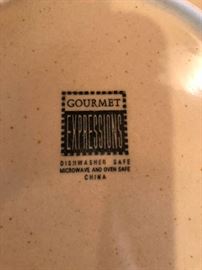 GOURMET
EXPRESSIONS
DISHWASHER SAFE
MICROWAVE AND OVEN SAFE
CHINA